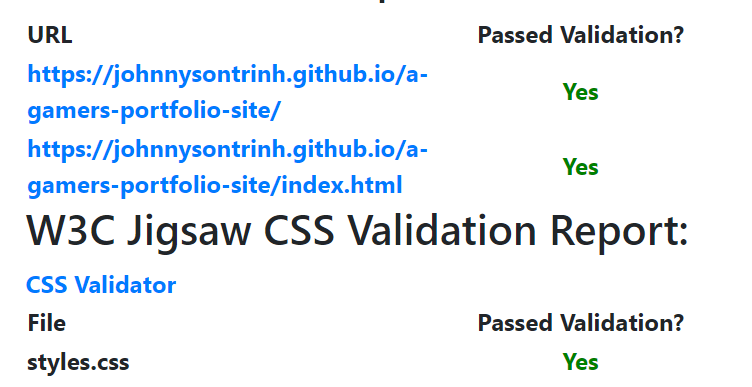 URL Passed Validation?
https://johnnysontrinh.github.io/a-
gamers-portfolio-site/ Yes
https://johnnysontrinh.github.io/a-
gamers-portfolio-site/index.html Yes
W3C Jigsaw CSS Validation Report:
CSS Validator
File Passed Validation?
styles.css Yes